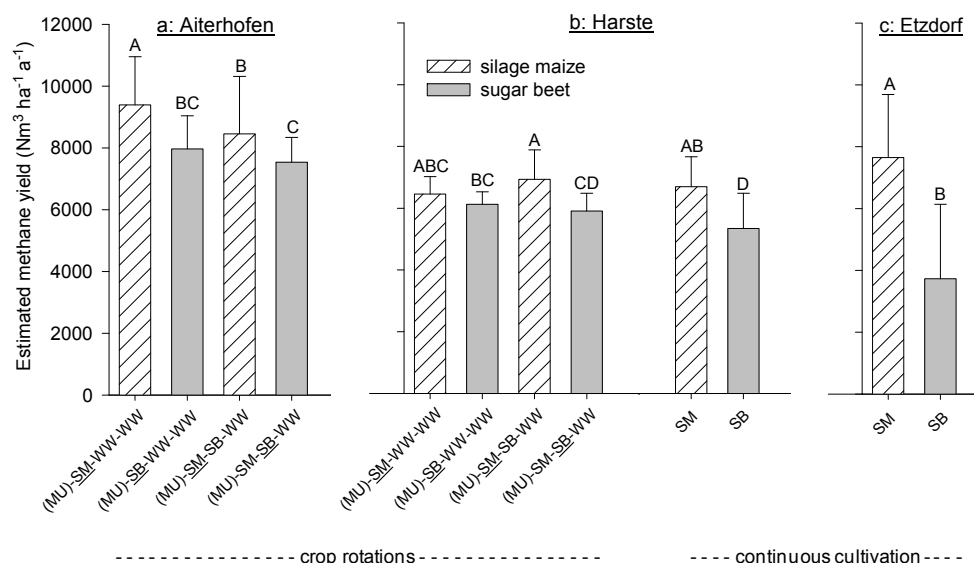 a: Aiterhofen
b: Harste
c: Etzdorf
silage maize
sugar beet
Estimated methane yield (Nm³ ha⁻¹ a⁻¹)
12000
10000
8000
6000
4000
2000
0
A
BC
B
C
ABC
BC
A
CD
AB
D
A
B
(MU)-SM-WW-WW
(MU)-SB-WW-WW
(MU)-SM-SB-WW
(MU)-SM-SB-WW
(MU)-SM-WW-WW
(MU)-SB-WW-WW
(MU)-SM-SB-WW
(MU)-SM-SB-WW
SM
SB
SM
SB
- - - - - - - - - - - - - - - - crop rotations - - - - - - - - - - - - - - - -
- - - - continuous cultivation - - - -